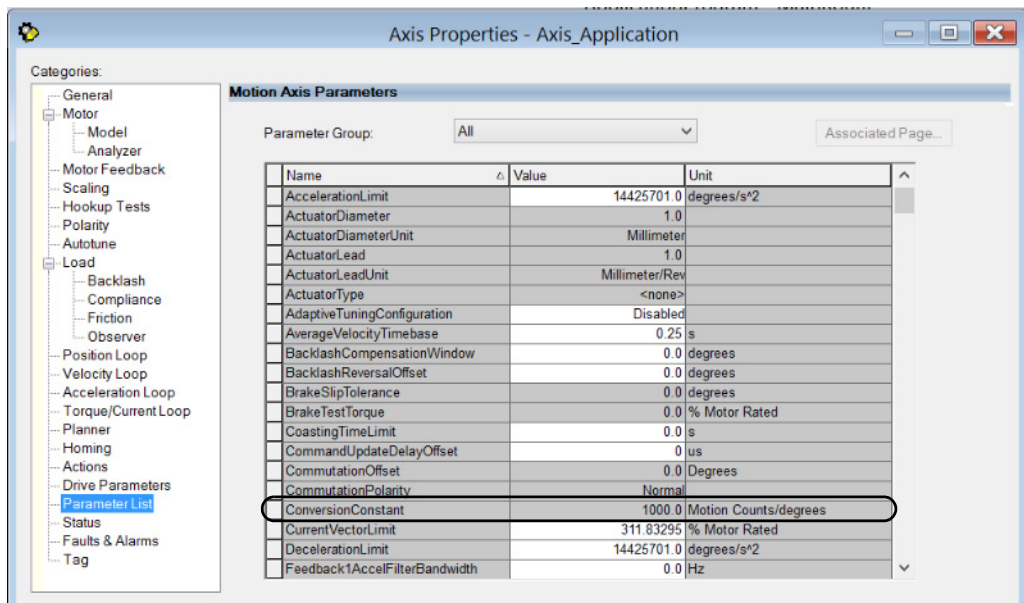 Axis Properties - Axis_Application
Categories:
General
Motor
Model
Analyzer
Motor Feedback
Scaling
Hookup Tests
Polarity
Autotune
Load
Backlash
Compliance
Friction
Observer
Position Loop
Velocity Loop
Acceleration Loop
Torque/Current Loop
Planner
Homing
Actions
Drive Parameters
Parameter List
Status
Faults & Alarms
Tag
Motion Axis Parameters
Parameter Group: All Associated Page...
Name Value Unit
AccelerationLimit 14425701.0 degrees/s^2
ActuatorDiameter 1.0
ActuatorDiameterUnit Millimeter
ActuatorLead 1.0
ActuatorLeadUnit Millimeter/Rev
ActuatorType <none>
AdaptiveTuningConfiguration Disabled
AverageVelocityTimebase 0.25 s
BacklashCompensationWindow 0.0 degrees
BacklashReversalOffset 0.0 degrees
BrakeSlipTolerance 0.0 degrees
BrakeTestTorque 0.0 % Motor Rated
CoastingTimeLimit 0.0 s
CommandUpdateDelayOffset 0 us
CommutationOffset 0.0 Degrees
CommutationPolarity Normal
ConversionConstant 1000.0 Motion Counts/degrees
CurrentVectorLimit 311.83295 % Motor Rated
DecelerationLimit 14425701.0 degrees/s^2
Feedback1AccelFilterBandwidth 0.0 Hz